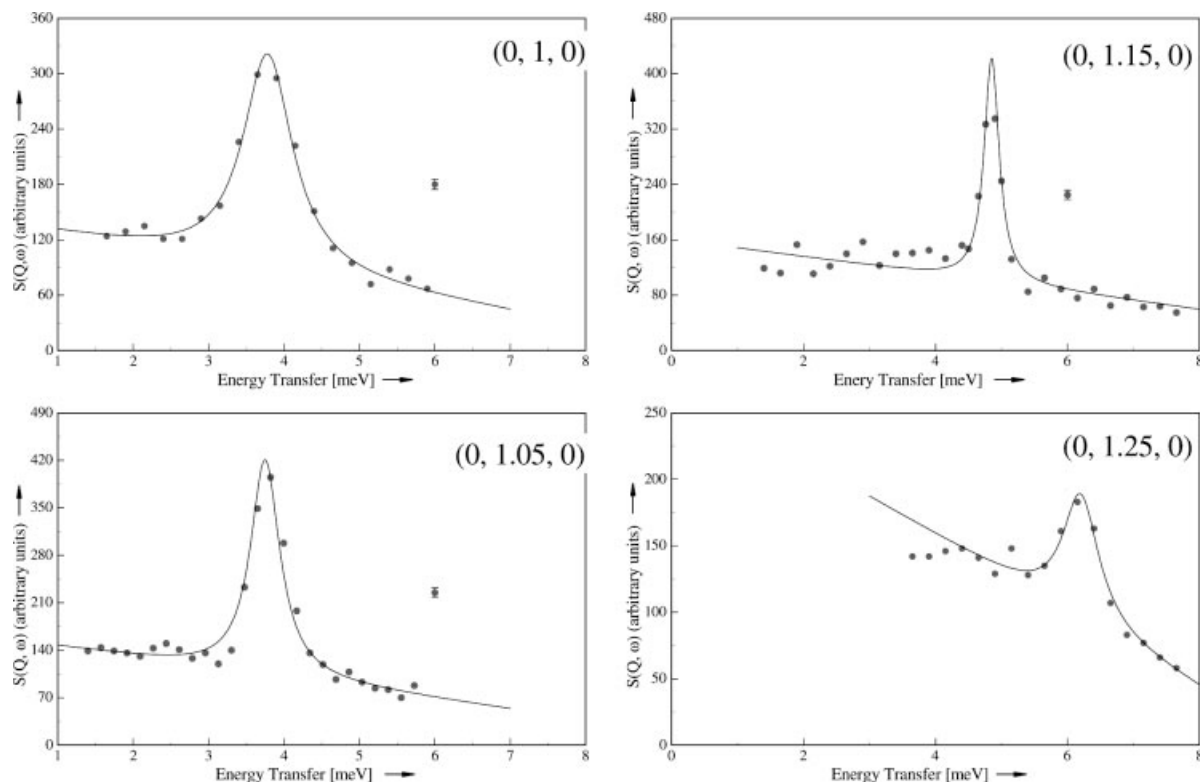 360
300
240
180
120
60
0
S(Q,ω) (arbitrary units)
(0, 1, 0)
1 2 3 4 5 6 7 8
Energy Transfer [meV]
480
400
320
240
160
80
0
S(Q, ω) (arbitrary units)
(0, 1.15, 0)
0 2 4 6 8
Enery Transfer [meV]
490
420
350
280
210
140
70
0
S(Q, ω) (arbitrary units)
(0, 1.05, 0)
1 2 3 4 5 6 7 8
Energy Transfer [meV]
250
200
150
100
50
0
S(Q, ω) (arbitrary units)
(0, 1.25, 0)
0 2 4 6 8
Energy Transfer [meV]